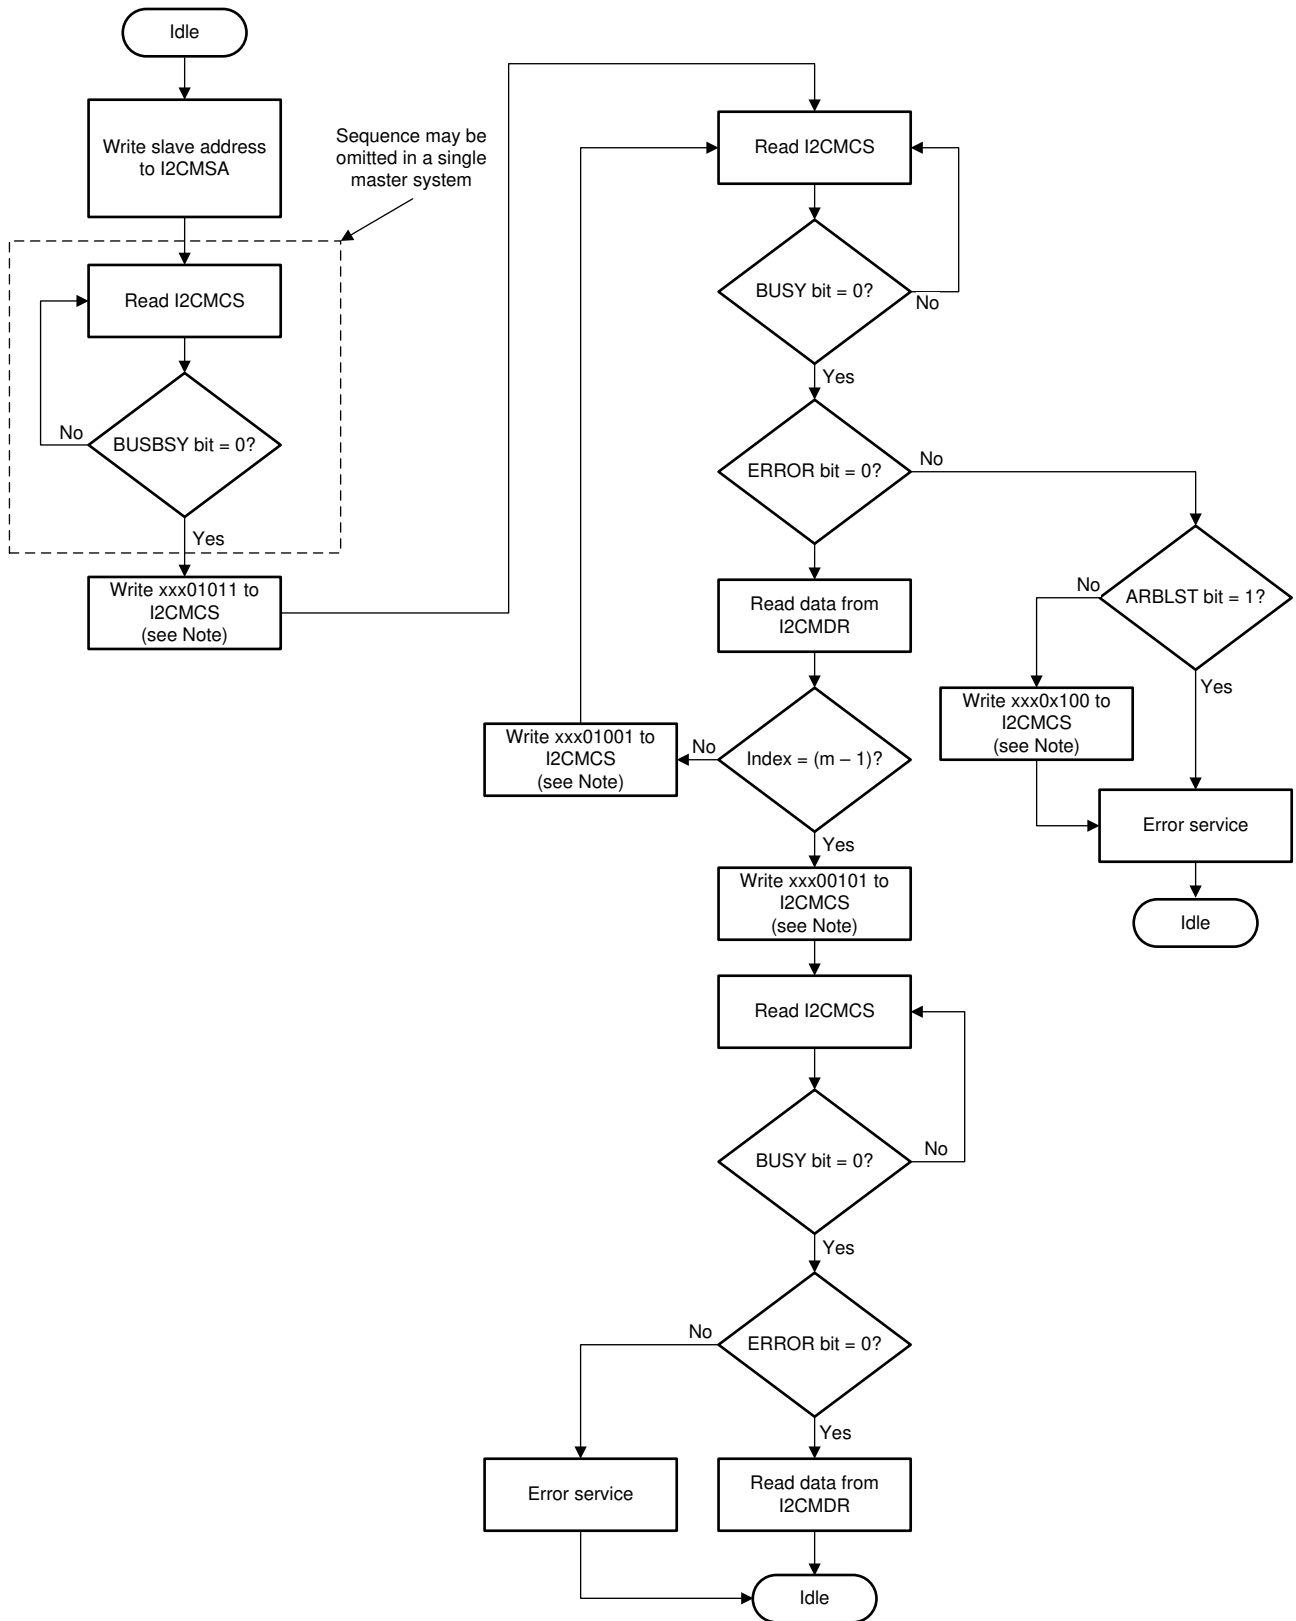 Idle
Write slave address
to I2CMSA
Sequence may be
omitted in a single
master system
Read I2CMCS
BUSBSY bit = 0?
No
Yes
Write xxx01011 to
I2CMCS
(see Note)
Read I2CMCS
BUSY bit = 0?
No
Yes
ERROR bit = 0?
No
ARBLST bit = 1?
No
Yes
Write xxx0x100 to
I2CMCS
(see Note)
Error service
Idle
Read data from
I2CMDR
Index = (m – 1)?
No
Write xxx01001 to
I2CMCS
(see Note)
Yes
Write xxx00101 to
I2CMCS
(see Note)
Read I2CMCS
BUSY bit = 0?
No
Yes
ERROR bit = 0?
No
Yes
Error service
Read data from
I2CMDR
Idle